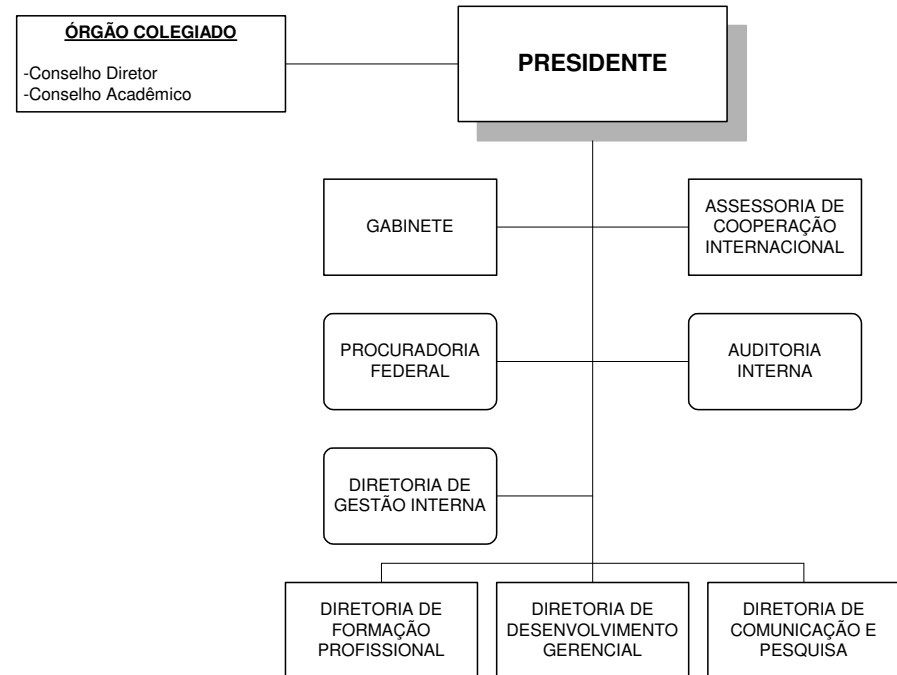 ÓRGÃO COLEGIADO
-Conselho Diretor
-Conselho Acadêmico
PRESIDENTE
GABINETE
ASSESSORIA DE
COOPERAÇÃO
INTERNACIONAL
PROCURADORIA
FEDERAL
AUDITORIA
INTERNA
DIRETORIA DE
GESTÃO INTERNA
DIRETORIA DE
FORMAÇÃO
PROFISSIONAL
DIRETORIA DE
DESENVOLVIMENTO
GERENCIAL
DIRETORIA DE
COMUNICAÇÃO E
PESQUISA